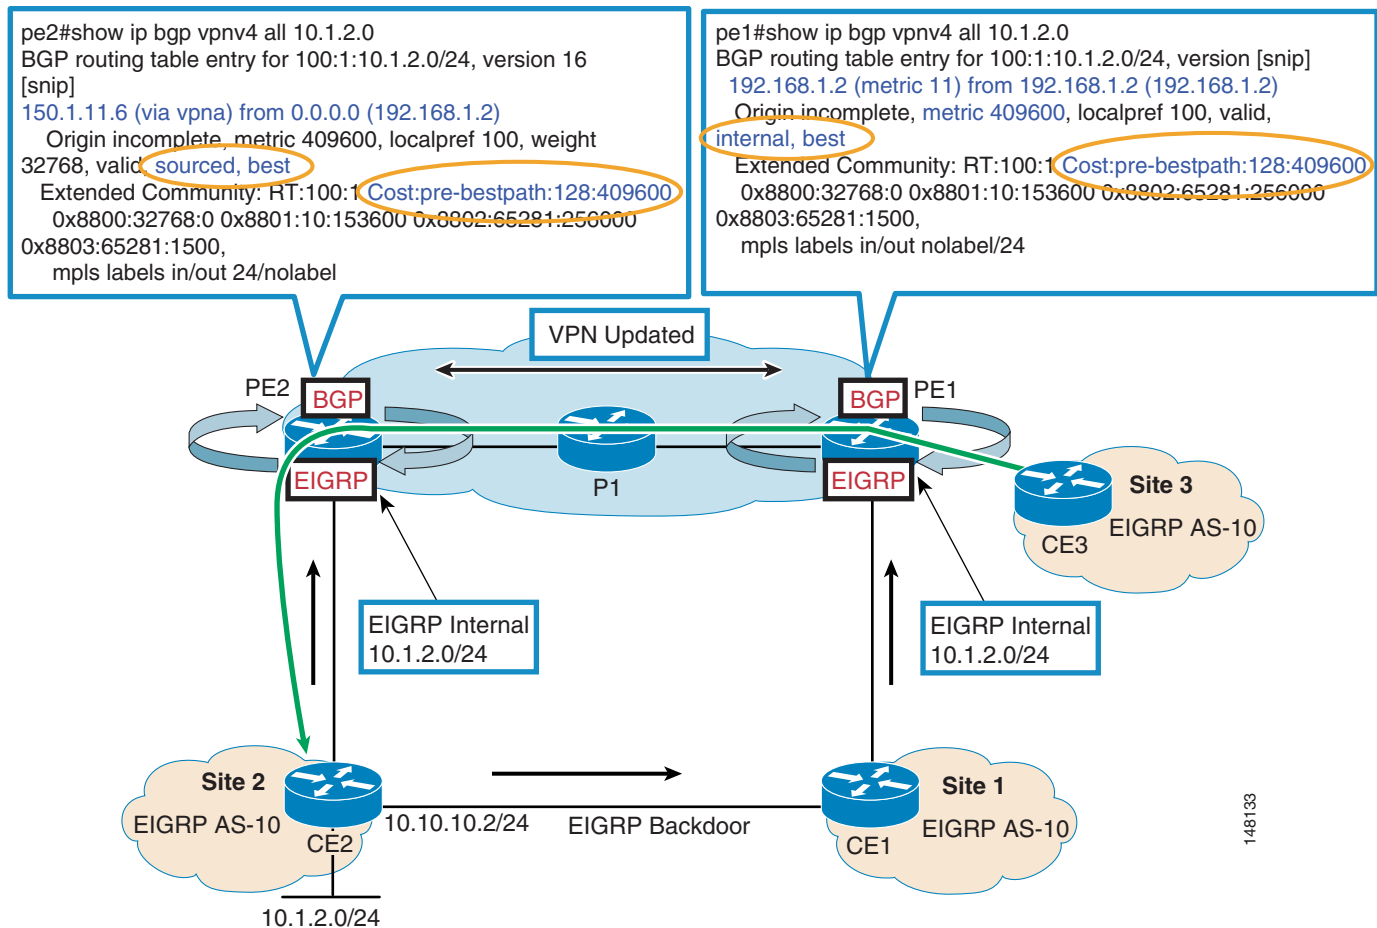 pe2#show ip bgp vpnv4 all 10.1.2.0
BGP routing table entry for 100:1:10.1.2.0/24, version 16
[snip]
150.1.11.6 (via vpna) from 0.0.0.0 (192.168.1.2)
Origin incomplete, metric 409600, localpref 100, weight
32768, valid, sourced, best
Extended Community: RT:100:1 Cost:pre-bestpath:128:409600
0x8800:32768:0 0x8801:10:153600 0x8802:65281:256000
0x8803:65281:1500,
mpls labels in/out 24/nolabel
pe1#show ip bgp vpnv4 all 10.1.2.0
BGP routing table entry for 100:1:10.1.2.0/24, version [snip]
192.168.1.2 (metric 11) from 192.168.1.2 (192.168.1.2)
Origin incomplete, metric 409600, localpref 100, valid,
internal, best
Extended Community: RT:100:1 Cost:pre-bestpath:128:409600
0x8800:32768:0 0x8801:10:153600 0x8802:65281:256000
0x8803:65281:1500,
mpls labels in/out nolabel/24
VPN Updated
PE2
BGP
BGP
PE1
EIGRP
P1
EIGRP
Site 3
EIGRP AS-10
CE3
EIGRP Internal
10.1.2.0/24
EIGRP Internal
10.1.2.0/24
Site 2
EIGRP AS-10
CE2
10.10.10.2/24
EIGRP Backdoor
Site 1
EIGRP AS-10
CE1
10.1.2.0/24
148133